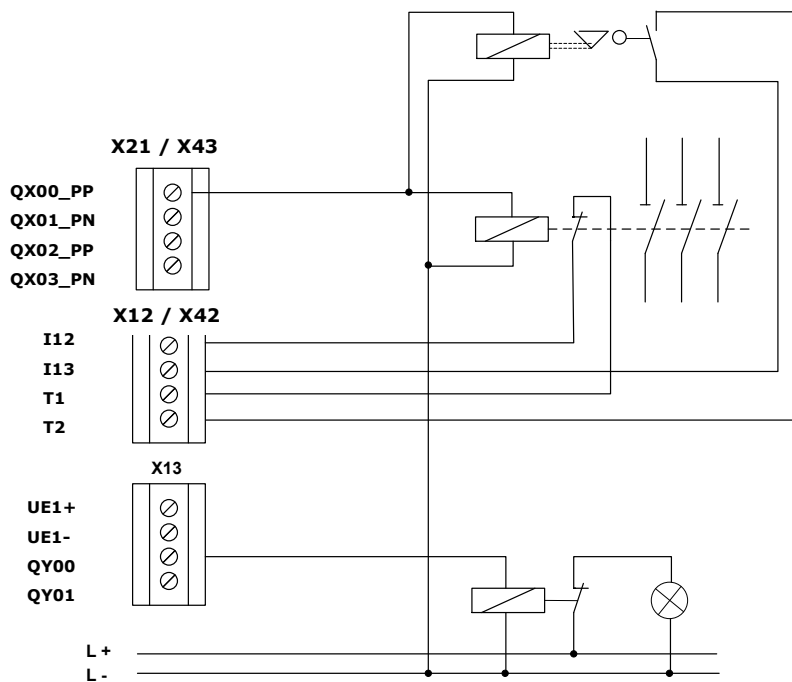 X21 / X43
QX00_PP
QX01_PN
QX02_PP
QX03_PN
X12 / X42
I12
I13
T1
T2
X13
UE1+
UE1-
QY00
QY01
L +
L -